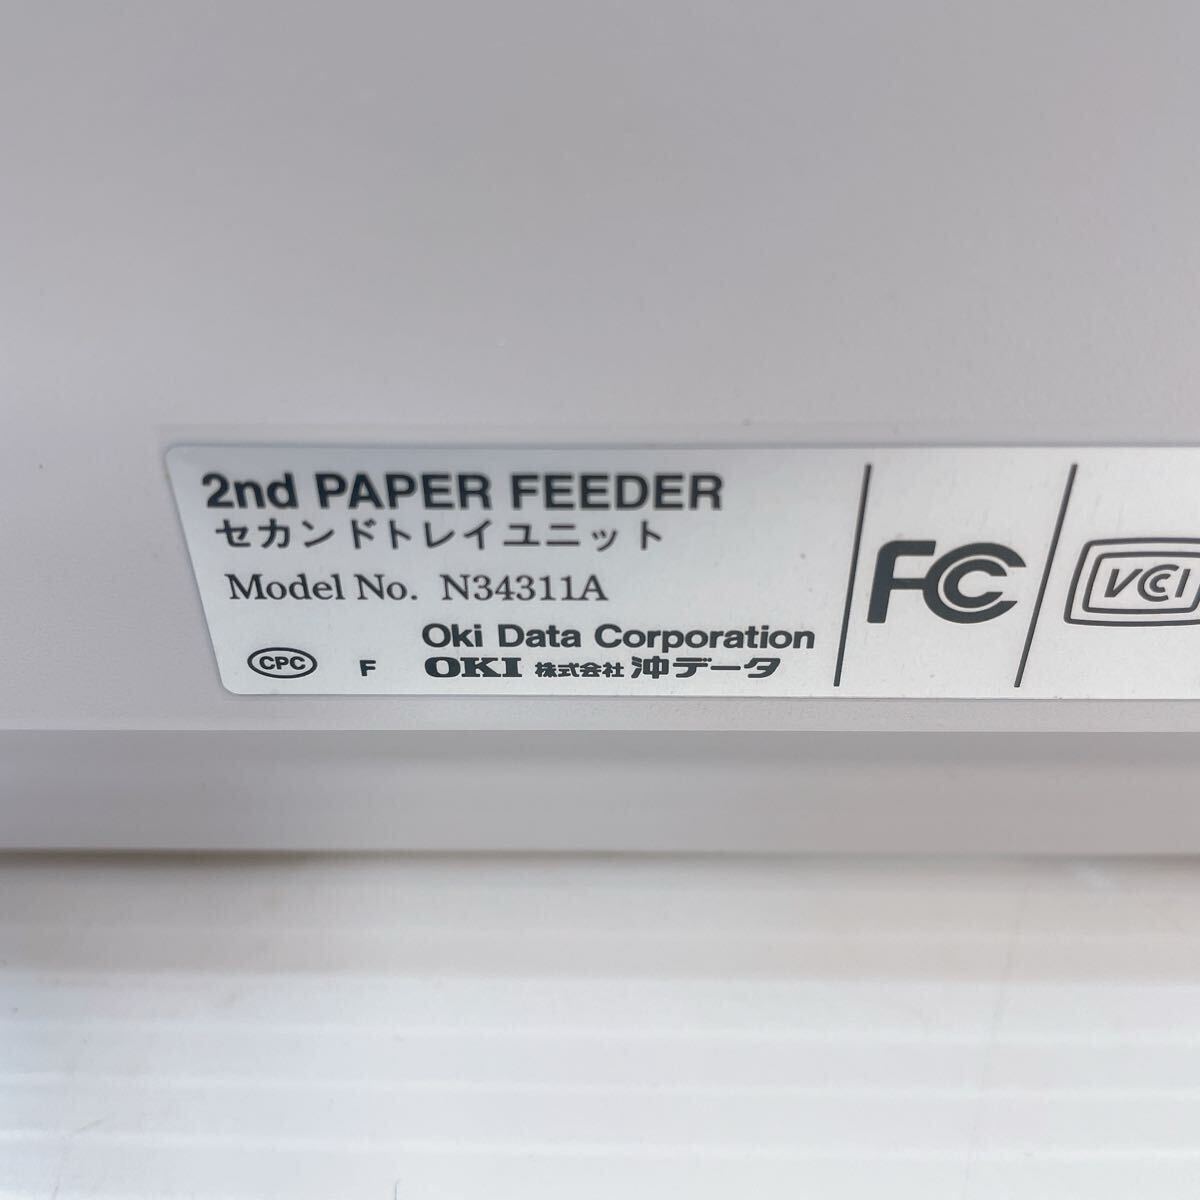 2nd PAPER FEEDER
セカンドトレイユニット
Model No. N34311A
Oki Data Corporation
CPC F OKI 株式会社 沖データ
FC
VCI